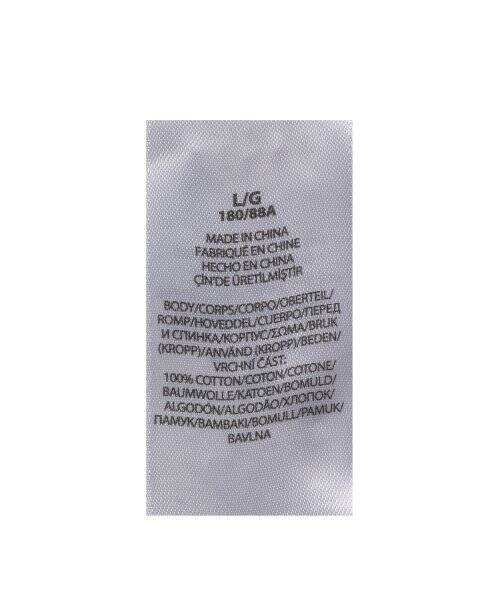 L/G
180/88A
MADE IN CHINA
FABRIQUÉ EN CHINE
HECHO EN CHINA
ÇİN'DE ÜRETİLMİŞTİR
BODY/CORPS/CORPO/OBERTEIL/
ROMP/HOVEDDEL/CUERPO/ПЕРЕД
И СПИНКА/КОРПУС/ΣΩΜΑ/BRUK
(KROPP)/ANVÄND (KROPP)/BEDEN/
VRCHNÍ ČÁST:
100% COTTON/COTON/COTONE/
BAUMWOLLE/KATOEN/BOMULD/
ALGODÓN/ALGODÃO/ХЛОПОК/
ПАМУК/BAMBAKI/BOMULL/PAMUK/
BAVLNA